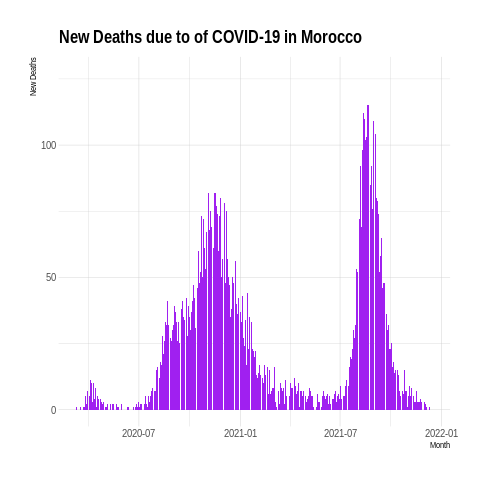 New Deaths due to of COVID-19 in Morocco
New Deaths
100
50
0
2020-07
2021-01
2021-07
2022-01
Month